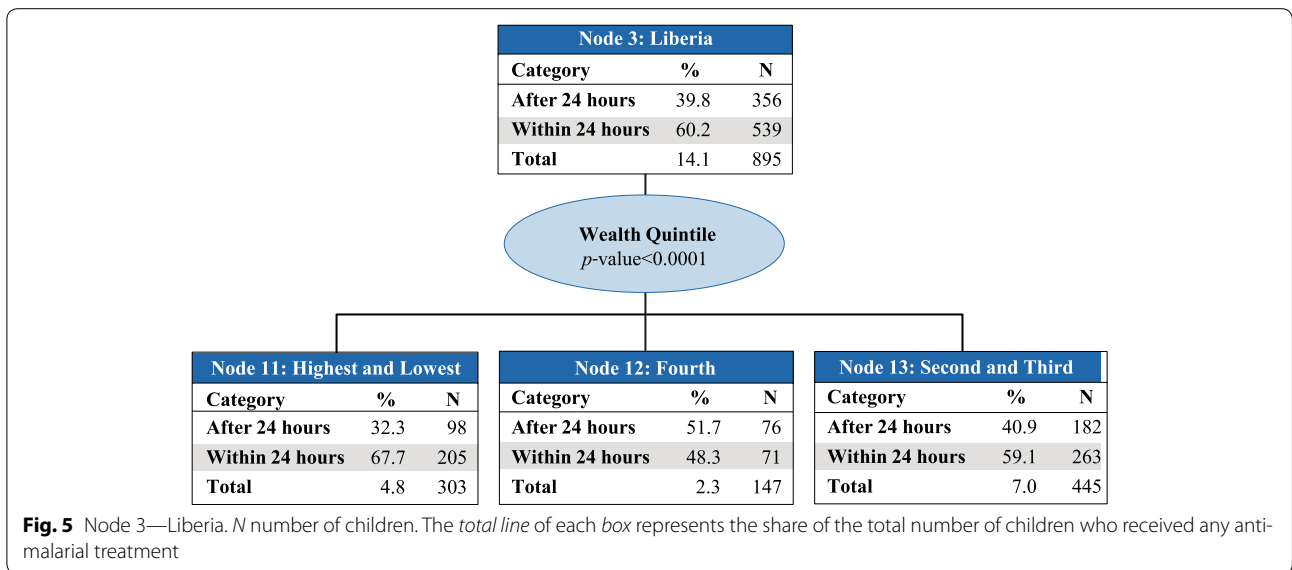 Node 3: Liberia
Category % N
After 24 hours 39.8 356
Within 24 hours 60.2 539
Total 14.1 895
Wealth Quintile
p-value<0.0001
Node 11: Highest and Lowest
Category % N
After 24 hours 32.3 98
Within 24 hours 67.7 205
Total 4.8 303
Node 12: Fourth
Category % N
After 24 hours 51.7 76
Within 24 hours 48.3 71
Total 2.3 147
Node 13: Second and Third
Category % N
After 24 hours 40.9 182
Within 24 hours 59.1 263
Total 7.0 445
Fig. 5 Node 3—Liberia. N number of children. The total line of each box represents the share of the total number of children who received any anti-
malarial treatment